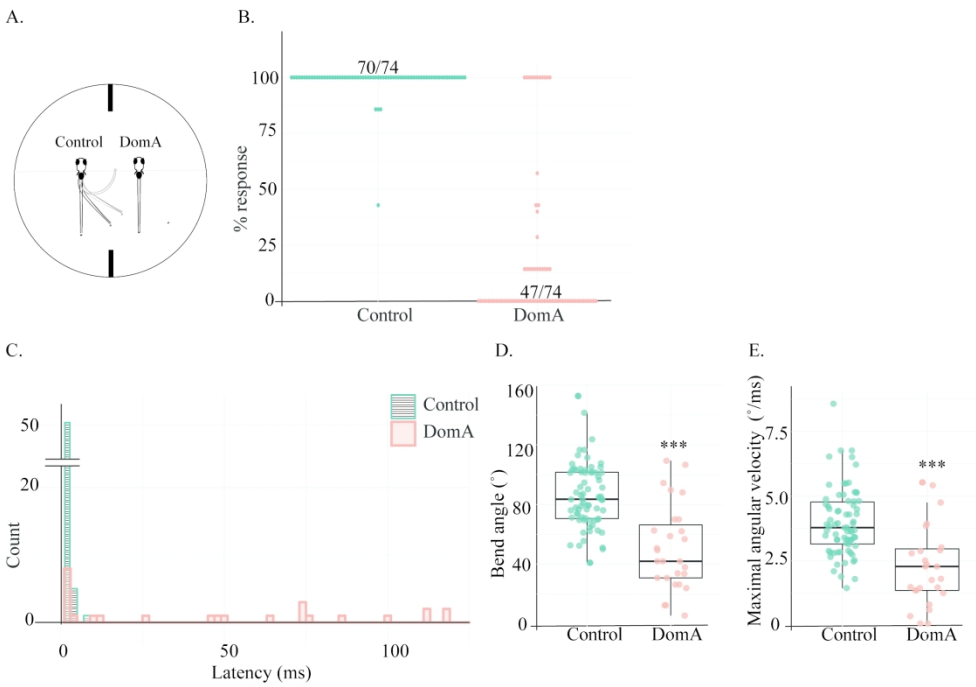 A.
Control DomA
B.
% response
100
75
50
25
0
70/74
47/74
Control DomA
C.
Count
50
20
0
Control
DomA
0 50 100
Latency (ms)
D.
Bend angle (°)
160
120
80
40
0
***
Control DomA
E.
Maximal angular velocity (°/ms)
7.5
5.0
2.5
0
***
Control DomA